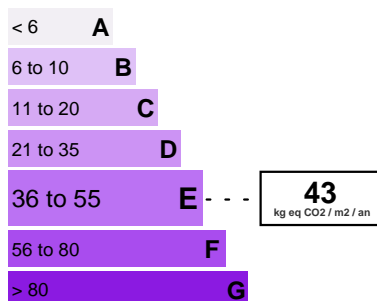 < 6 A
6 to 10 B
11 to 20 C
21 to 35 D
36 to 55 E
43
kg eq CO2 / m2 / an
56 to 80 F
> 80 G